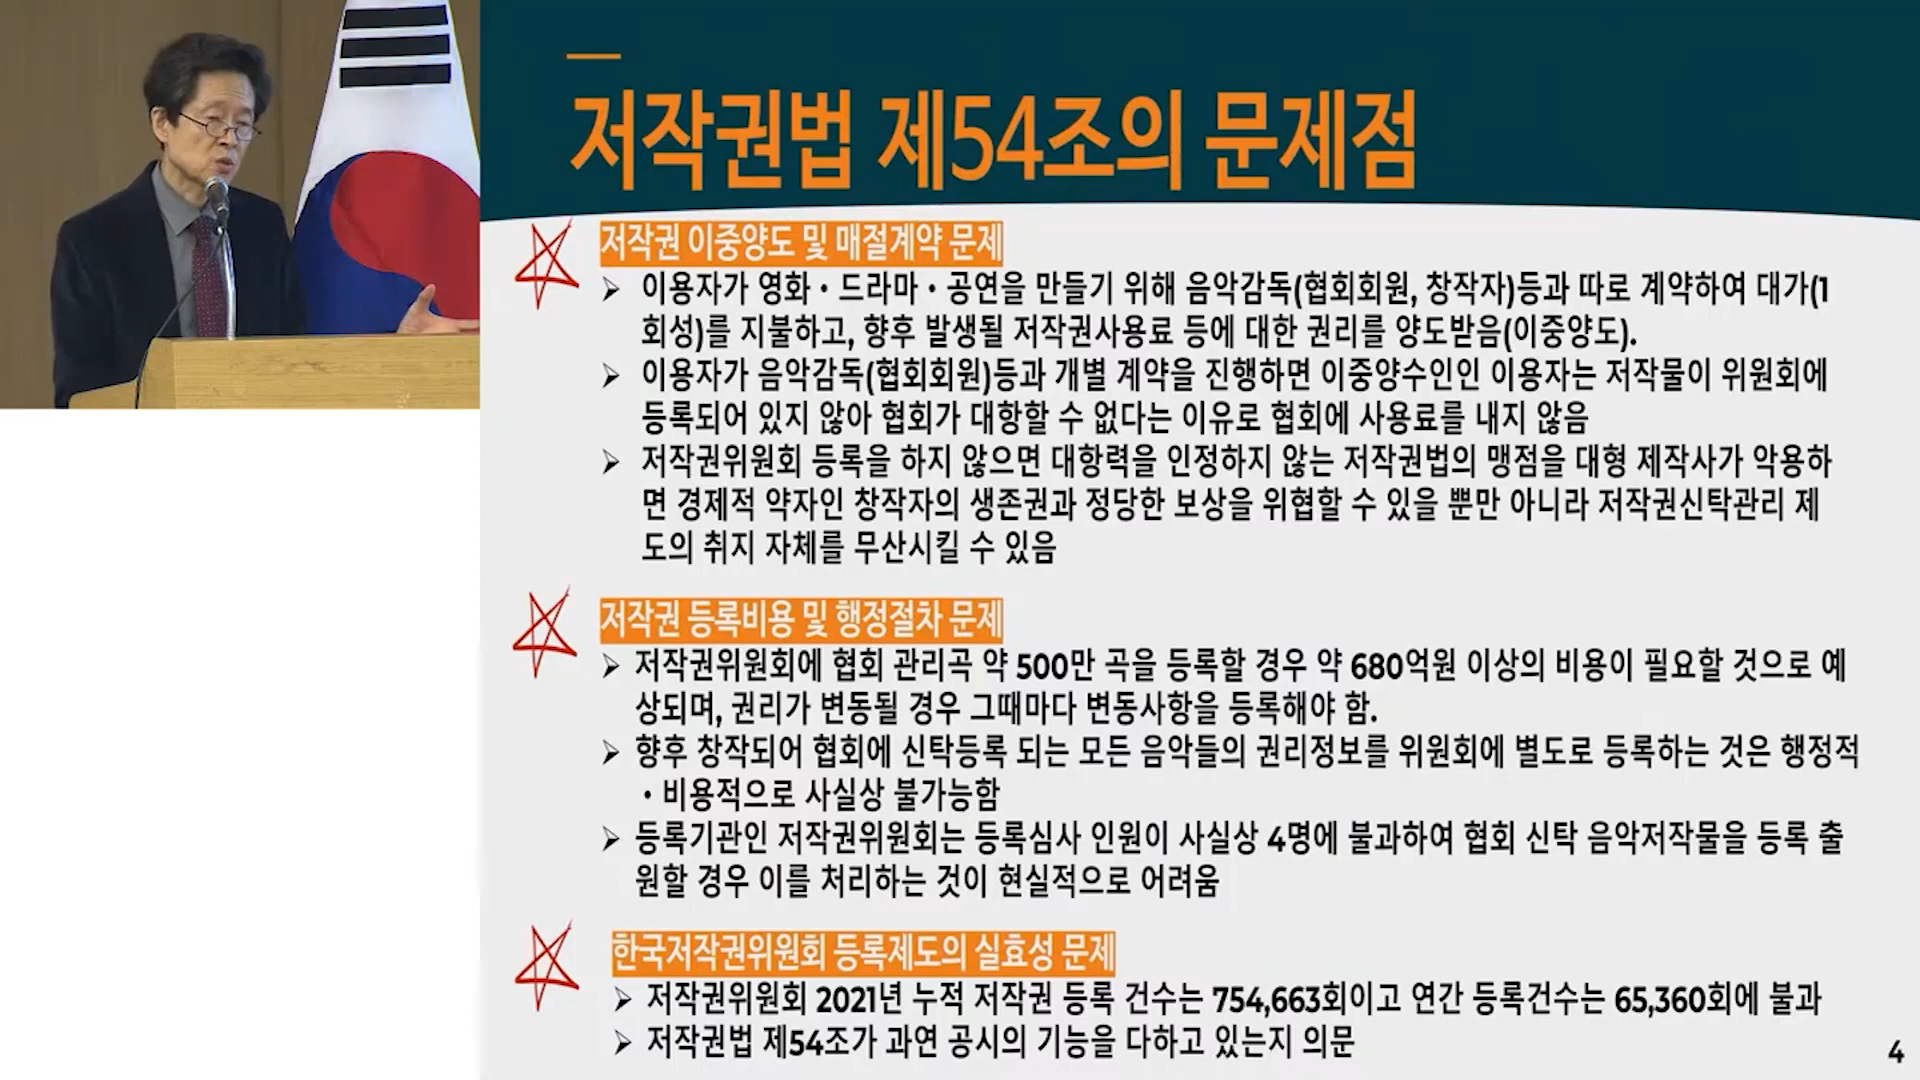 저작권법 제54조의 문제점
저작권 이중양도 및 매절계약 문제
➢ 이용자가 영화・드라마・공연을 만들기 위해 음악감독(협회회원, 창작자)등과 따로 계약하여 대가(1
회성)를 지불하고, 향후 발생될 저작권사용료 등에 대한 권리를 양도받음(이중양도).
➢ 이용자가 음악감독(협회회원)등과 개별 계약을 진행하면 이중양수인인 이용자는 저작물이 위원회에
등록되어 있지 않아 협회가 대항할 수 없다는 이유로 협회에 사용료를 내지 않음
➢ 저작권위원회 등록을 하지 않으면 대항력을 인정하지 않는 저작권법의 맹점을 대형 제작사가 악용하
면 경제적 약자인 창작자의 생존권과 정당한 보상을 위협할 수 있을 뿐만 아니라 저작권신탁관리 제
도의 취지 자체를 무산시킬 수 있음
저작권 등록비용 및 행정절차 문제
➢ 저작권위원회에 협회 관리곡 약 500만 곡을 등록할 경우 약 680억원 이상의 비용이 필요할 것으로 예
상되며, 권리가 변동될 경우 그때마다 변동사항을 등록해야 함.
➢ 향후 창작되어 협회에 신탁등록 되는 모든 음악들의 권리정보를 위원회에 별도로 등록하는 것은 행정적
・비용적으로 사실상 불가능함
➢ 등록기관인 저작권위원회는 등록심사 인원이 사실상 4명에 불과하여 협회 신탁 음악저작물을 등록 출
원할 경우 이를 처리하는 것이 현실적으로 어려움
한국저작권위원회 등록제도의 실효성 문제
➢ 저작권위원회 2021년 누적 저작권 등록 건수는 754,663회이고 연간 등록건수는 65,360회에 불과
➢ 저작권법 제54조가 과연 공시의 기능을 다하고 있는지 의문
4